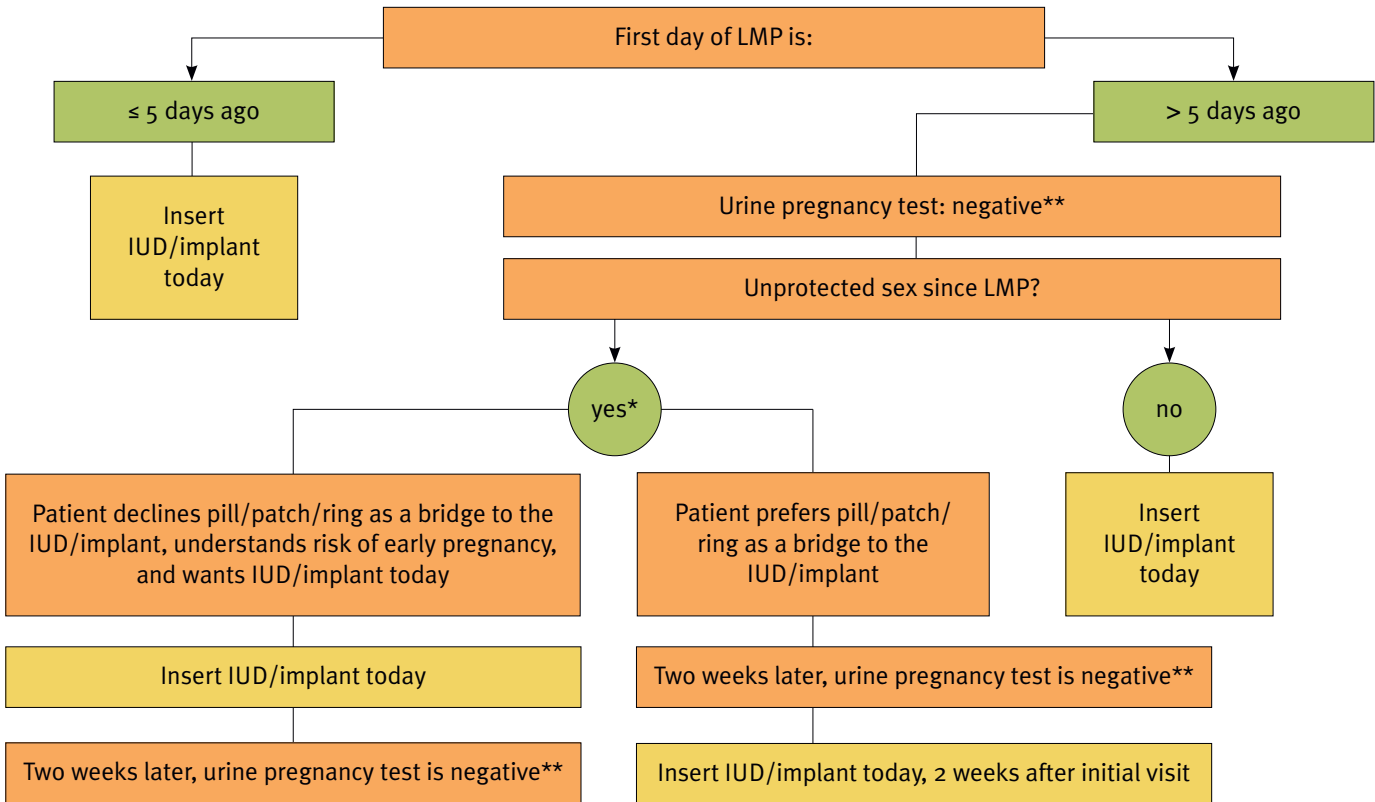 First day of LMP is:
≤ 5 days ago
> 5 days ago
Insert
IUD/implant
today
Urine pregnancy test: negative**
Unprotected sex since LMP?
yes*
no
Patient declines pill/patch/ring as a bridge to the
IUD/implant, understands risk of early pregnancy,
and wants IUD/implant today
Patient prefers pill/patch/
ring as a bridge to the
IUD/implant
Insert
IUD/implant
today
Insert IUD/implant today
Two weeks later, urine pregnancy test is negative**
Two weeks later, urine pregnancy test is negative**
Insert IUD/implant today, 2 weeks after initial visit